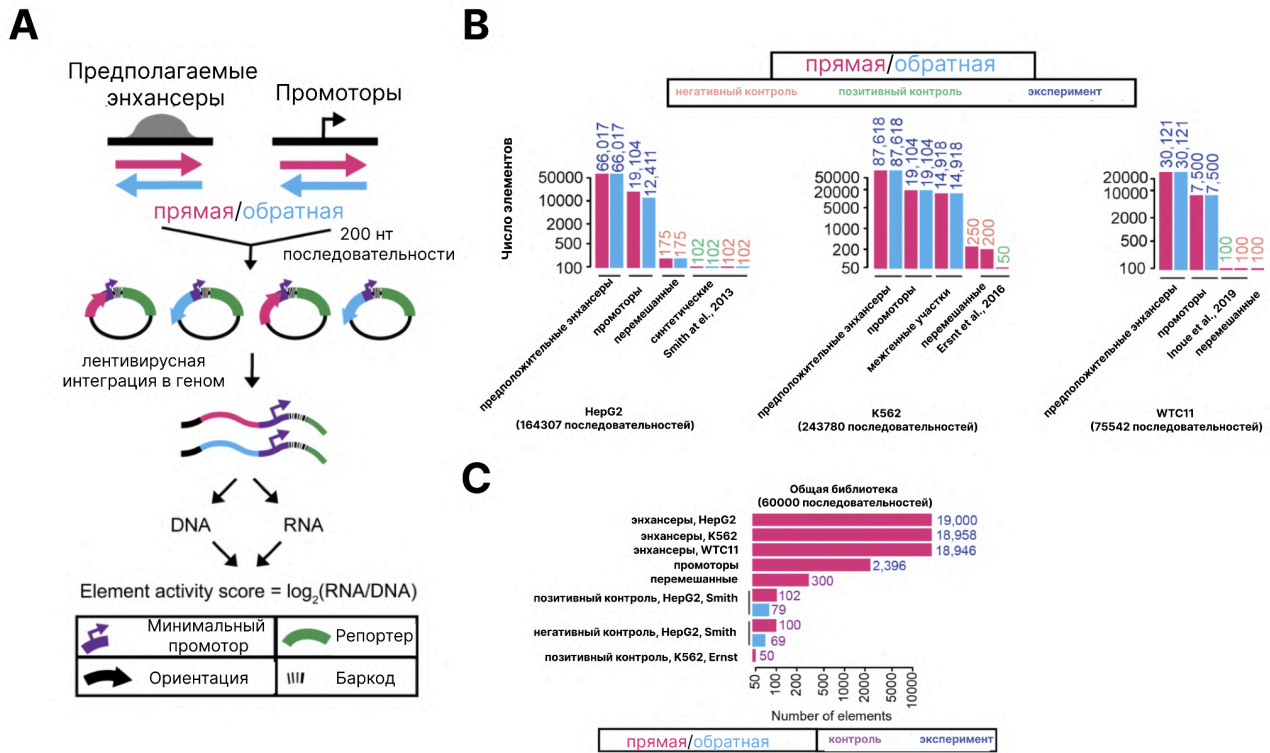 A
Предполагаемые
энхансеры
Промоторы
прямая/обратная
200 нт
последовательности
лентивирусная
интеграция в геном
DNA
RNA
Element activity score = log2(RNA/DNA)
Минимальный
промотор
Репортер
Ориентация
Баркод
B
прямая/обратная
негативный контроль
позитивный контроль
эксперимент
Число элементов
50000
10000
2000
500
100
66,017
66,017
19,104
12,411
175
175
102
102
102
102
предположительные энхансеры
промоторы
перемешанные
синтетические
Smith at el., 2013
HepG2
(164307 последовательностей)
50000
20000
5000
1000
200
50
87,618
87,618
19,104
19,104
14,918
14,918
250
200
50
предположительные энхансеры
промоторы
межгенные участки
перемешанные
Ersnt et al., 2016
K562
(243780 последовательностей)
20000
10000
2000
500
100
30,121
30,121
7,500
7,500
100
100
100
предположительные энхансеры
промоторы
Inoue et al., 2019
перемешанные
WTC11
(75542 последовательностей)
C
Общая библиотека
(60000 последовательностей)
энхансеры, HepG2
19,000
энхансеры, K562
18,958
энхансеры, WTC11
18,946
промоторы
2,396
перемешанные
300
позитивный контроль, HepG2, Smith
102
79
негативный контроль, HepG2, Smith
100
69
позитивный контроль, K562, Ernst
50
50
100
200
500
1000
2000
5000
10000
Number of elements
прямая/обратная
контроль
эксперимент